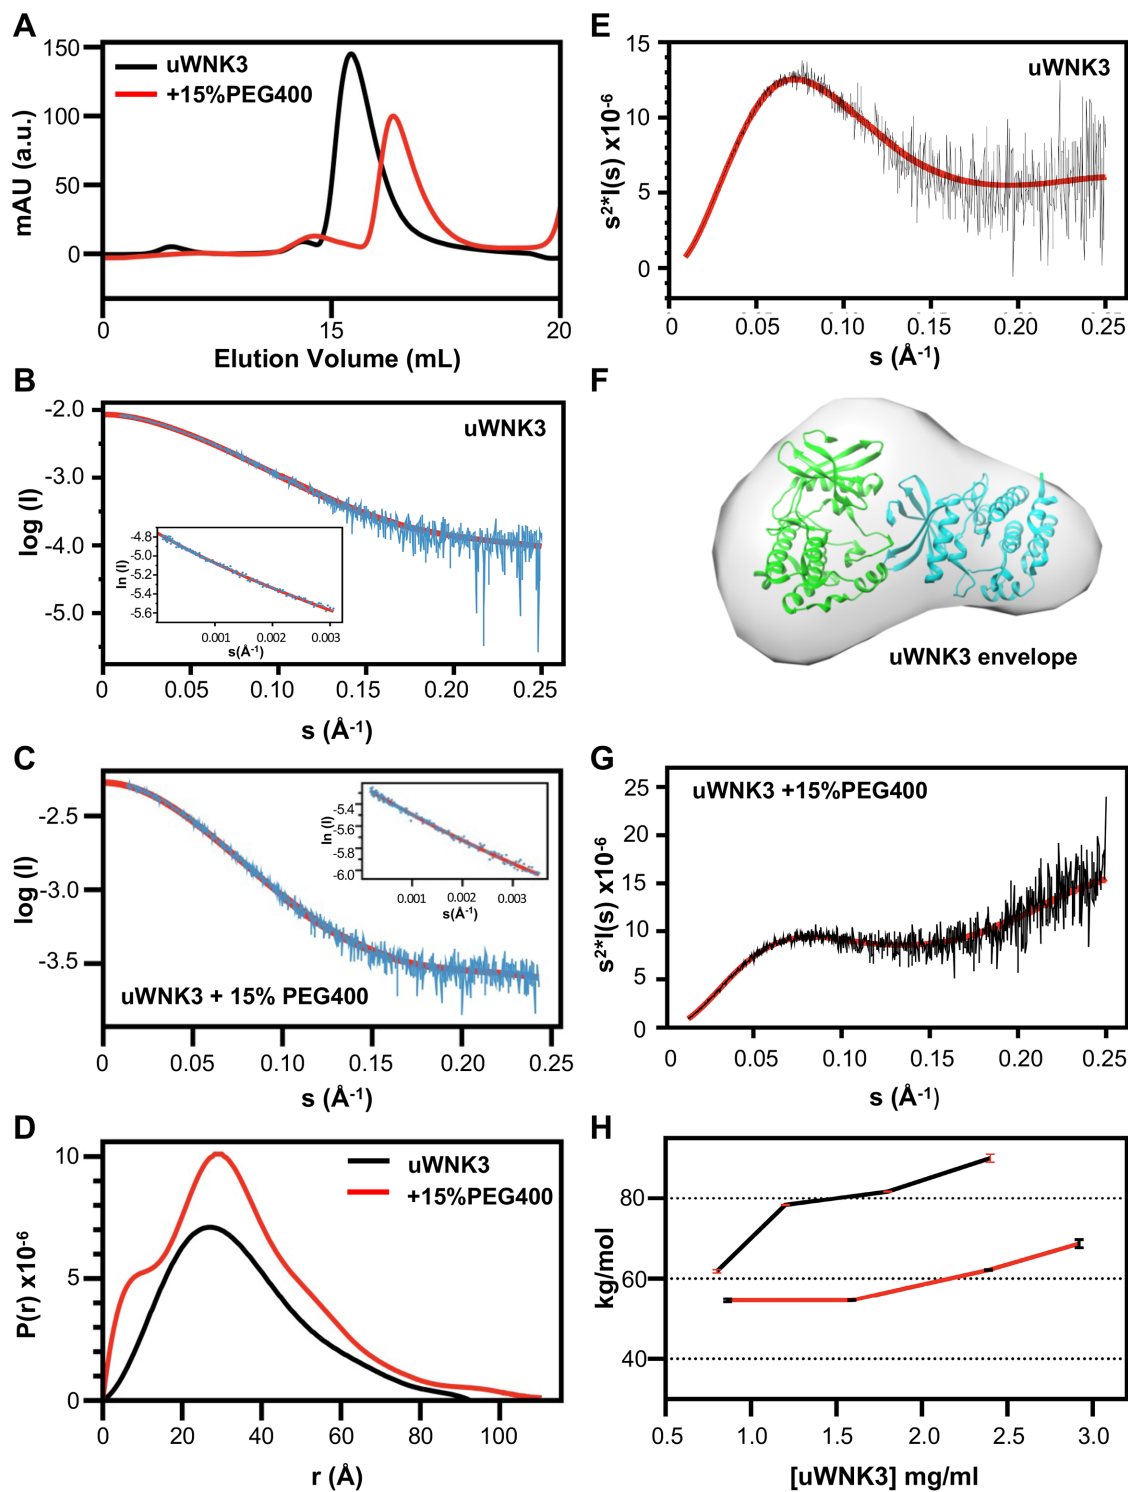 A
uWNK3
+15%PEG400
mAU (a.u.)
150
100
50
0
0
15
20
Elution Volume (mL)
B
uWNK3
log (I)
-2.0
-3.0
-4.0
-5.0
ln (I)
-4.8
-5.0
-5.2
-5.4
-5.6
0.001
0.002
0.003
s(Å-1)
0
0.05
0.10
0.15
0.20
0.25
s (Å-1)
C
log (I)
-2.5
-3.0
-3.5
ln (I)
-5.4
-5.6
-5.8
-6.0
0.001
0.002
0.003
s(Å-1)
uWNK3 + 15% PEG400
0
0.05
0.10
0.15
0.20
0.25
s (Å-1)
D
uWNK3
+15%PEG400
P(r) x10-6
10
5
0
0
20
40
60
80
100
r (Å)
E
uWNK3
s2*I(s) x10-6
15
10
5
0
0
0.05
0.10
0.15
0.20
0.25
s (Å-1)
F
uWNK3 envelope
G
uWNK3 +15%PEG400
s2*I(s) x10-6
25
20
15
10
5
0
0
0.05
0.10
0.15
0.20
0.25
s (Å-1)
H
kg/mol
80
60
40
0.5
1.0
1.5
2.0
2.5
3.0
[uWNK3] mg/ml